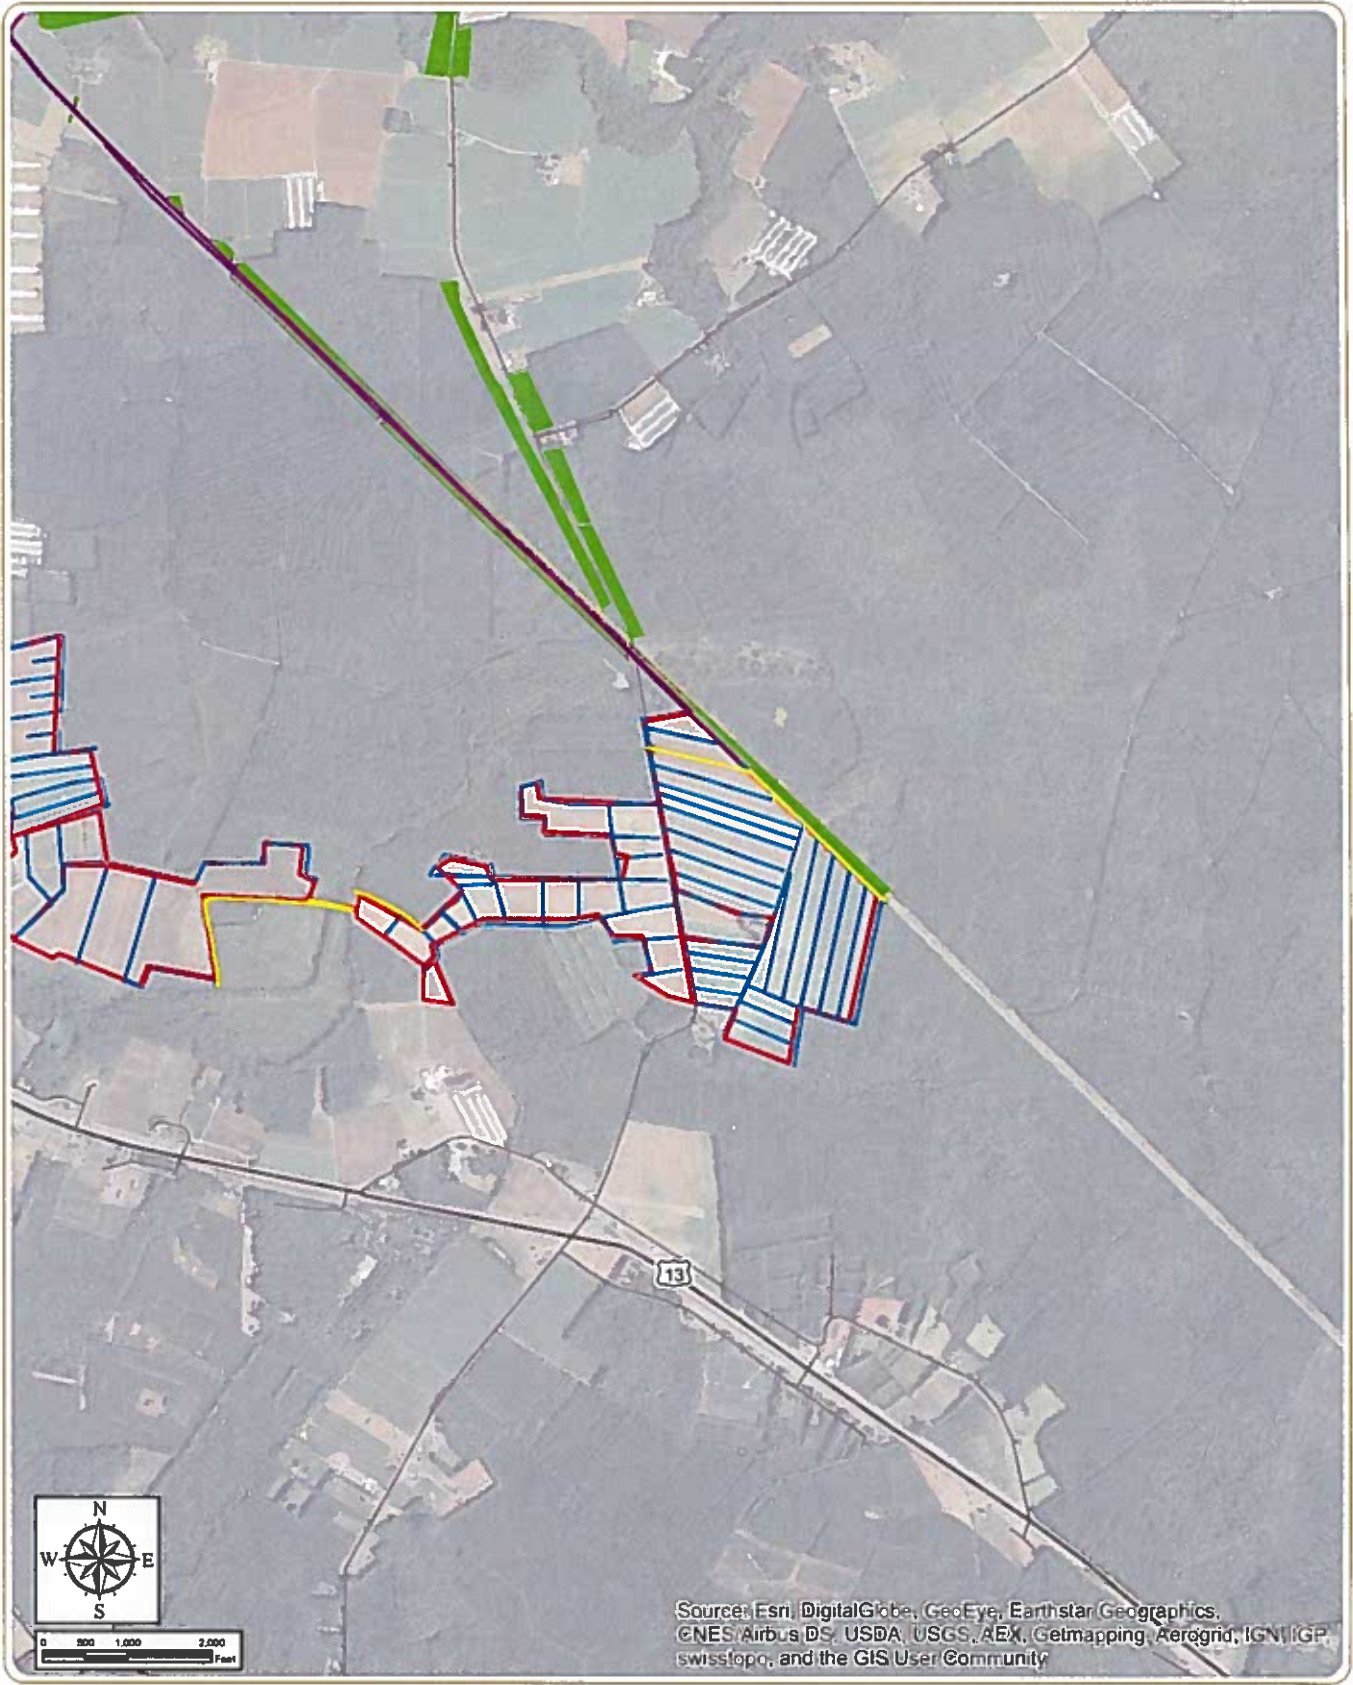 13
N
W E
S
0 500 1,000 2,000
Feet
Source: Esri, DigitalGlobe, GeoEye, Earthstar Geographics,
CNES/Airbus DS, USDA, USGS, AEX, Getmapping, Aerogrid, IGN, IGP,
swisstopo, and the GIS User Community